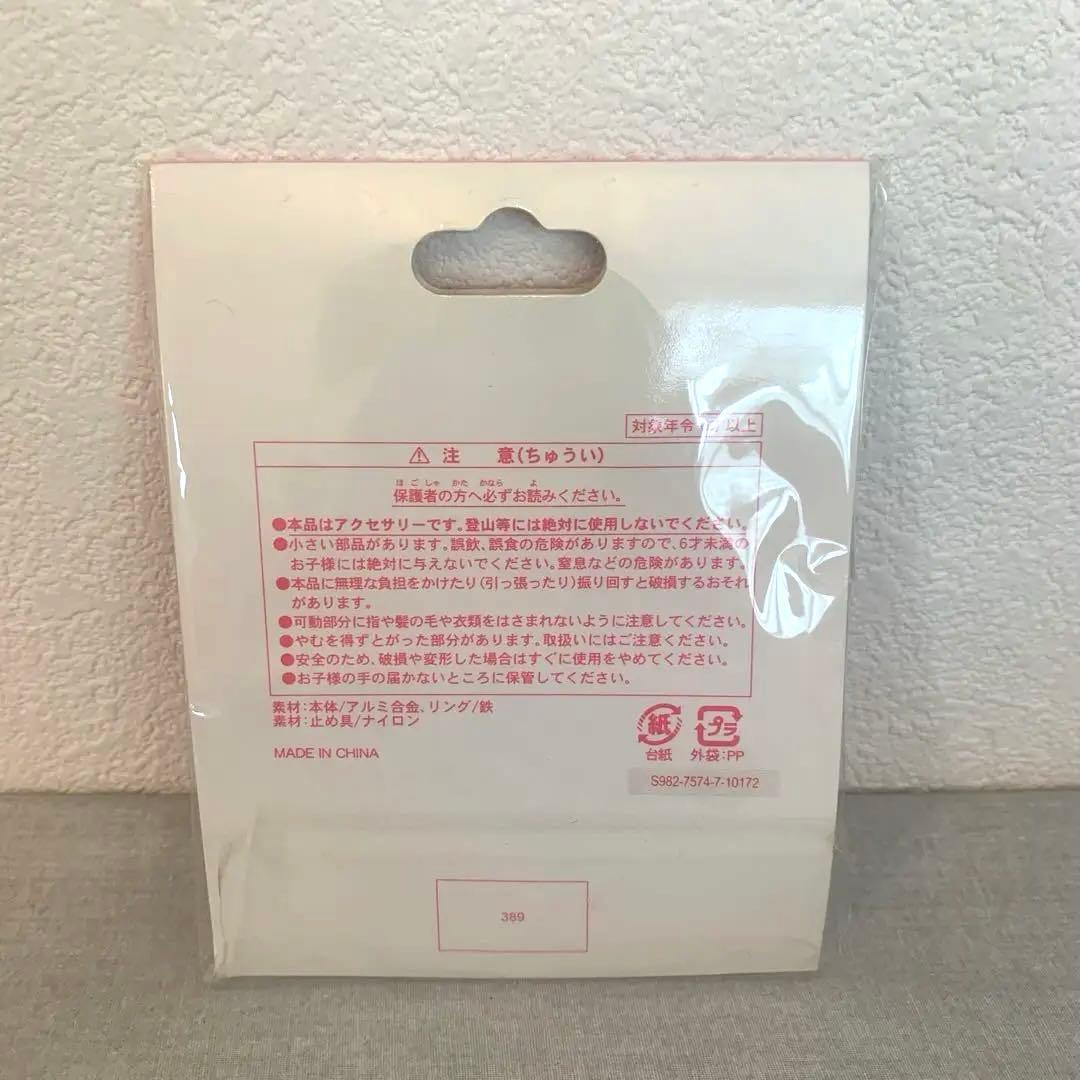 対象年令 以上
⚠ 注 意(ちゅうい)
ほごしゃ かた かなら よ
保護者の方へ必ずお読みください。
●本品はアクセサリーです。登山等には絶対に使用しないでください。
●小さい部品があります。誤飲、誤食の危険がありますので、6才未満の
お子様には絶対に与えないでください。窒息などの危険があります。
●本品に無理な負担をかけたり(引っ張ったり)振り回すと破損するおそれ
があります。
●可動部分に指や髪の毛や衣類をはさまれないように注意してください。
●やむを得ずとがった部分があります。取扱いにはご注意ください。
●安全のため、破損や変形した場合はすぐに使用をやめてください。
●お子様の手の届かないところに保管してください。
素材:本体/アルミ合金、リング/鉄
素材:止め具/ナイロン
紙 プラ
台紙 外袋:PP
MADE IN CHINA
S982-7574-7-10172
389